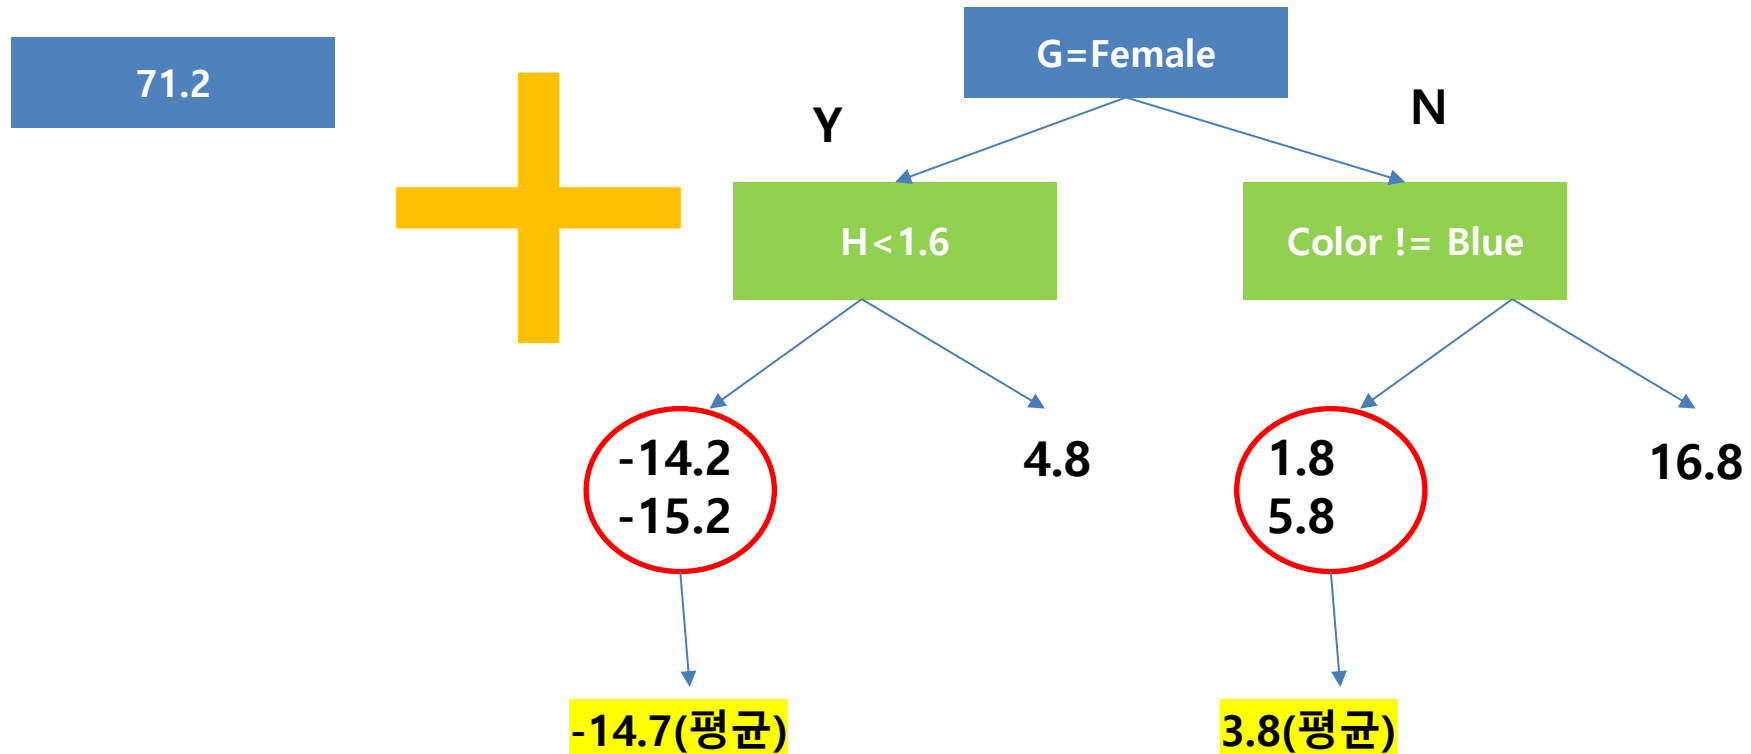 71.2
G=Female
Y
N
H<1.6
Color != Blue
-14.2
-15.2
4.8
1.8
5.8
16.8
-14.7(평균)
3.8(평균)